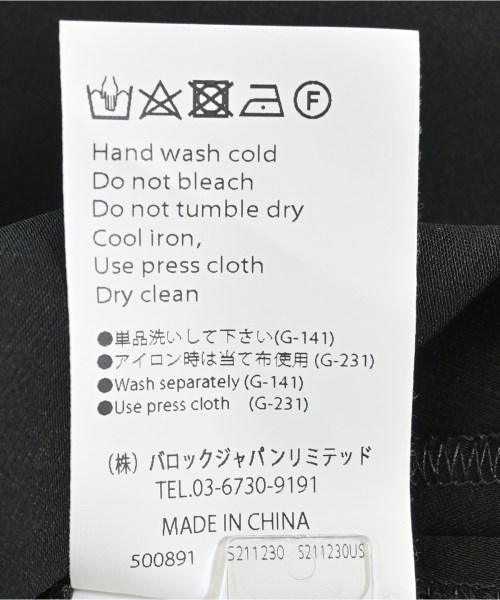 F
Hand wash cold
Do not bleach
Do not tumble dry
Cool iron,
Use press cloth
Dry clean
●単品洗いして下さい(G-141)
●アイロン時は当て布使用 (G-231)
●Wash separately (G-141)
●Use press cloth (G-231)
（株）バロックジャパンリミテッド
TEL.03-6730-9191
MADE IN CHINA
500891 S211230 S211230US